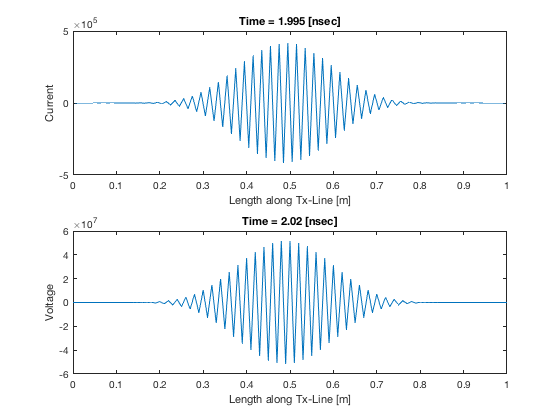 Time = 1.995 [nsec]
×10^5
5
0
-5
Current
0 0.1 0.2 0.3 0.4 0.5 0.6 0.7 0.8 0.9 1
Length along Tx-Line [m]
Time = 2.02 [nsec]
×10^7
6
4
2
0
-2
-4
-6
Voltage
0 0.1 0.2 0.3 0.4 0.5 0.6 0.7 0.8 0.9 1
Length along Tx-Line [m]